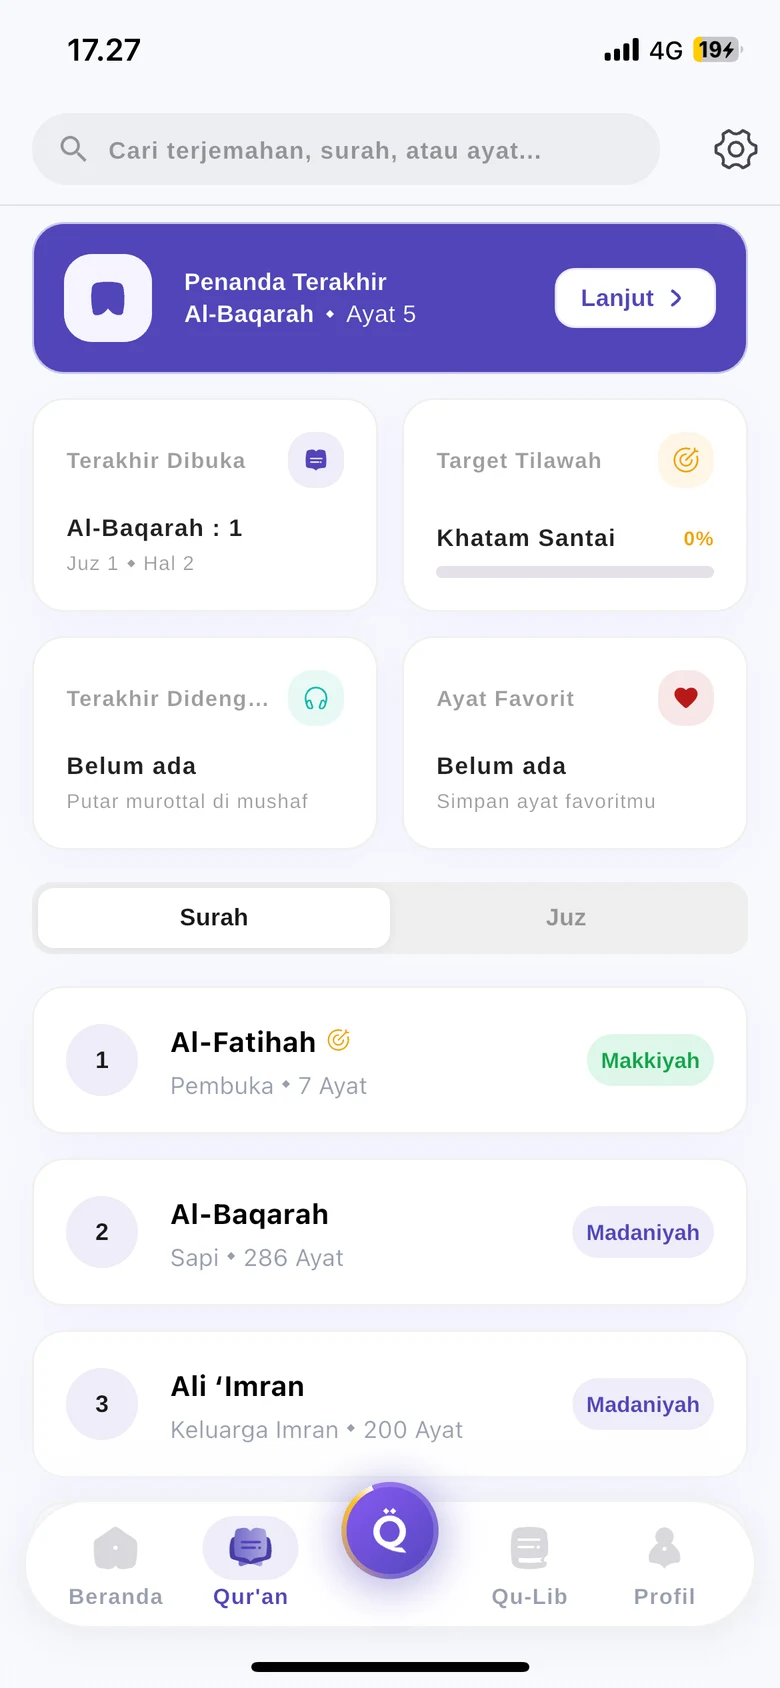 17.27
4G 19
Cari terjemahan, surah, atau ayat...
Penanda Terakhir
Al-Baqarah • Ayat 5
Lanjut
Terakhir Dibuka
Al-Baqarah : 1
Juz 1 • Hal 2
Target Tilawah
Khatam Santai 0%
Terakhir Dideng...
Belum ada
Putar murottal di mushaf
Ayat Favorit
Belum ada
Simpan ayat favoritmu
Surah Juz
1
Al-Fatihah
Pembuka • 7 Ayat
Makkiyah
2
Al-Baqarah
Sapi • 286 Ayat
Madaniyah
3
Ali ‘Imran
Keluarga Imran • 200 Ayat
Madaniyah
Q̈
Beranda Qur'an Qu-Lib Profil